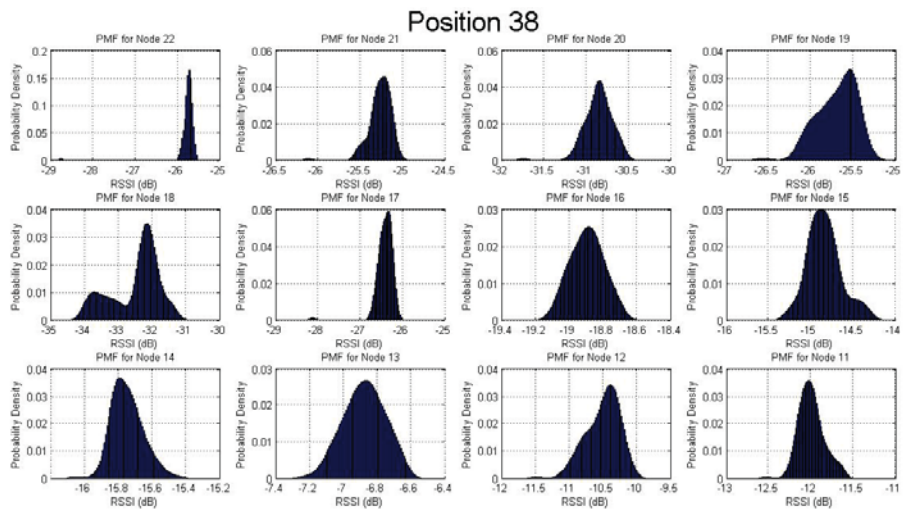 Position 38
PMF for Node 22
Probability Density
0.2
0.15
0.1
0.05
0
-29 -28 -27 -26 -25
RSSI (dB)
PMF for Node 21
Probability Density
0.06
0.04
0.02
0
-26.5 -26 -25.5 -25 -24.5
RSSI (dB)
PMF for Node 20
Probability Density
0.06
0.04
0.02
0
-32 -31.5 -31 -30.5 -30
RSSI (dB)
PMF for Node 19
Probability Density
0.04
0.03
0.02
0.01
0
-27 -26.5 -26 -25.5 -25
RSSI (dB)
PMF for Node 18
Probability Density
0.04
0.03
0.02
0.01
0
-35 -34 -33 -32 -31 -30
RSSI (dB)
PMF for Node 17
Probability Density
0.06
0.04
0.02
0
-29 -28 -27 -26 -25
RSSI (dB)
PMF for Node 16
Probability Density
0.03
0.02
0.01
0
-19.4 -19.2 -19 -18.8 -18.6 -18.4
RSSI (dB)
PMF for Node 15
Probability Density
0.03
0.02
0.01
0
-16 -15.5 -15 -14.5 -14
RSSI (dB)
PMF for Node 14
Probability Density
0.04
0.03
0.02
0.01
0
-16 -15.8 -15.6 -15.4 -15.2
RSSI (dB)
PMF for Node 13
Probability Density
0.03
0.02
0.01
0
-7.4 -7.2 -7 -6.8 -6.6 -6.4
RSSI (dB)
PMF for Node 12
Probability Density
0.04
0.03
0.02
0.01
0
-12 -11.5 -11 -10.5 -10 -9.5
RSSI (dB)
PMF for Node 11
Probability Density
0.04
0.03
0.02
0.01
0
-13 -12.5 -12 -11.5 -11
RSSI (dB)